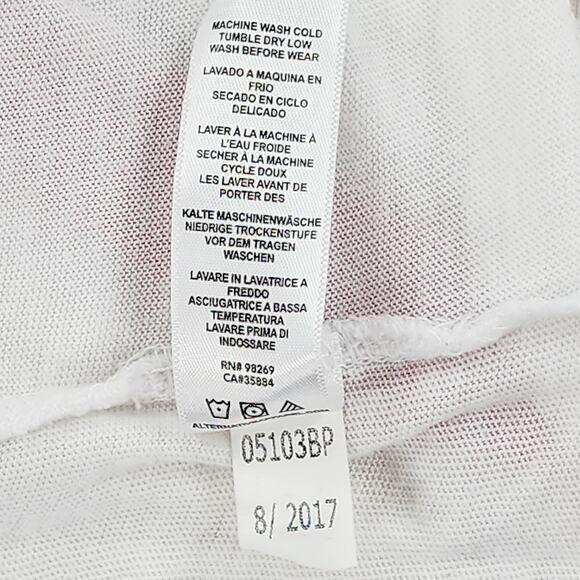 MACHINE WASH COLD
TUMBLE DRY LOW
WASH BEFORE WEAR
LAVADO A MAQUINA EN
FRIO
SECADO EN CICLO
DELICADO
LAVER À LA MACHINE À
L'EAU FROIDE
SECHER À LA MACHINE
CYCLE DOUX
LES LAVER AVANT DE
PORTER DES
KALTE MASCHINENWÄSCHE
NIEDRIGE TROCKENSTUFE
VOR DEM TRAGEN
WASCHEN
LAVARE IN LAVATRICE A
FREDDO
ASCIUGATRICE A BASSA
TEMPERATURA
LAVARE PRIMA DI
INDOSSARE
RN# 98269
CA#35884
05103BP
8/ 2017